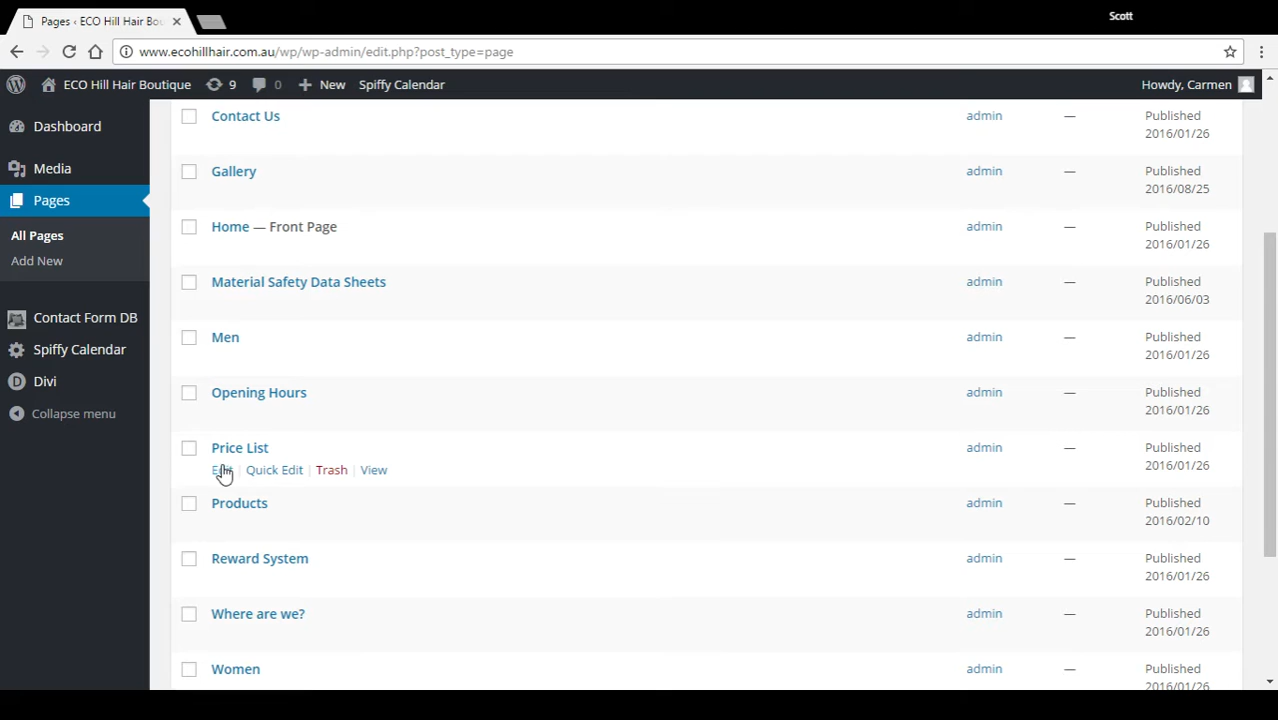 Scott
Pages ‹ ECO Hill Hair Bou
www.ecohillhair.com.au/wp/wp-admin/edit.php?post_type=page
ECO Hill Hair Boutique 9 0 New Spiffy Calendar Howdy, Carmen
Dashboard
Media
Pages
All Pages
Add New
Contact Form DB
Spiffy Calendar
Divi
Collapse menu
Contact Us admin — Published
2016/01/26
Gallery admin — Published
2016/08/25
Home — Front Page admin — Published
2016/01/26
Material Safety Data Sheets admin — Published
2016/06/03
Men admin — Published
2016/01/26
Opening Hours admin — Published
2016/01/26
Price List admin — Published
Edit | Quick Edit | Trash | View 2016/01/26
Products admin — Published
2016/02/10
Reward System admin — Published
2016/01/26
Where are we? admin — Published
2016/01/26
Women admin — Published
2016/01/26